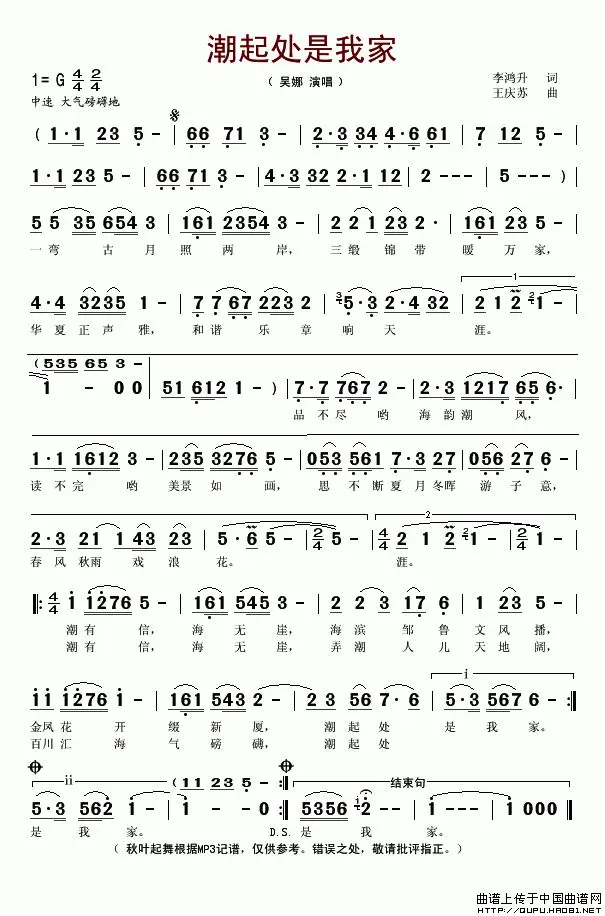 潮起处是我家
1=G 4/4 2/4
（吴娜 演唱）
李鸿升 词
中速 大气磅礴地
王庆苏 曲
( 1·1 23 5 - | 66 71 3 - | 2·3 34 4·6 61 | 7 12 5 - |
1·1 23 5 - | 66 71 3 - | 4·3 32 2·1 12 | 2 - - - | 5 - - - )
5 5 35 654 3 | 161 2354 3 - | 2 2 1 23 2· | 161 23 5 - |
一弯 古月照两岸，三缎锦带暖万家，
4·4 3235 1 - | 7 7 67 223 2 | 3 5·3 2·4 32 | 2 1 2 2 1 - |
华夏正声雅，和谐乐章响天涯。
(535 65 3 -
1 - 0 0 | 51 612 1 - ) | 7·7 767 2 - | 2·3 1217 65 6· |
品不尽哟海韵潮风，
1·1 1612 3 - | 235 3276 5 - | 053 561 7·3 27 | 056 27 6 - |
读不完哟美景如画，思不断夏月冬晖游子意，
2·3 21 1 43 23 | 5·6 5 - | 2/4 5 - | 4/4 2 1 2 2 | 2/4 1 - |
春风秋雨戏浪花。涯。
4/4 1 1276 5 - | 161 545 3 - | 2 2 3 17 6 | 1 23 5 - |
潮有信，海无崖，海滨邹鲁文风播，
潮有信，海无崖，弄潮人儿天地阔，
11 1276 1 - | 161 543 2 - | 2 3 56 7·6 | 5·3 567 6 - :||
金凤花开缀新厦，潮起处是我家。
百川汇海气磅礴，潮起处
ii (11 23 5 - 结束句
5·3 562 1 - | 1 - - 0 :|| 5356 i 2 - - | 1 - - - | 1 000 ||
是我家。 D.S. 是我家。
（ 秋叶起舞根据MP3记谱，仅供参考。错误之处，敬请批评指正。）
曲谱上传于中国曲谱网
HTTP://QUPU.HAO81.NET